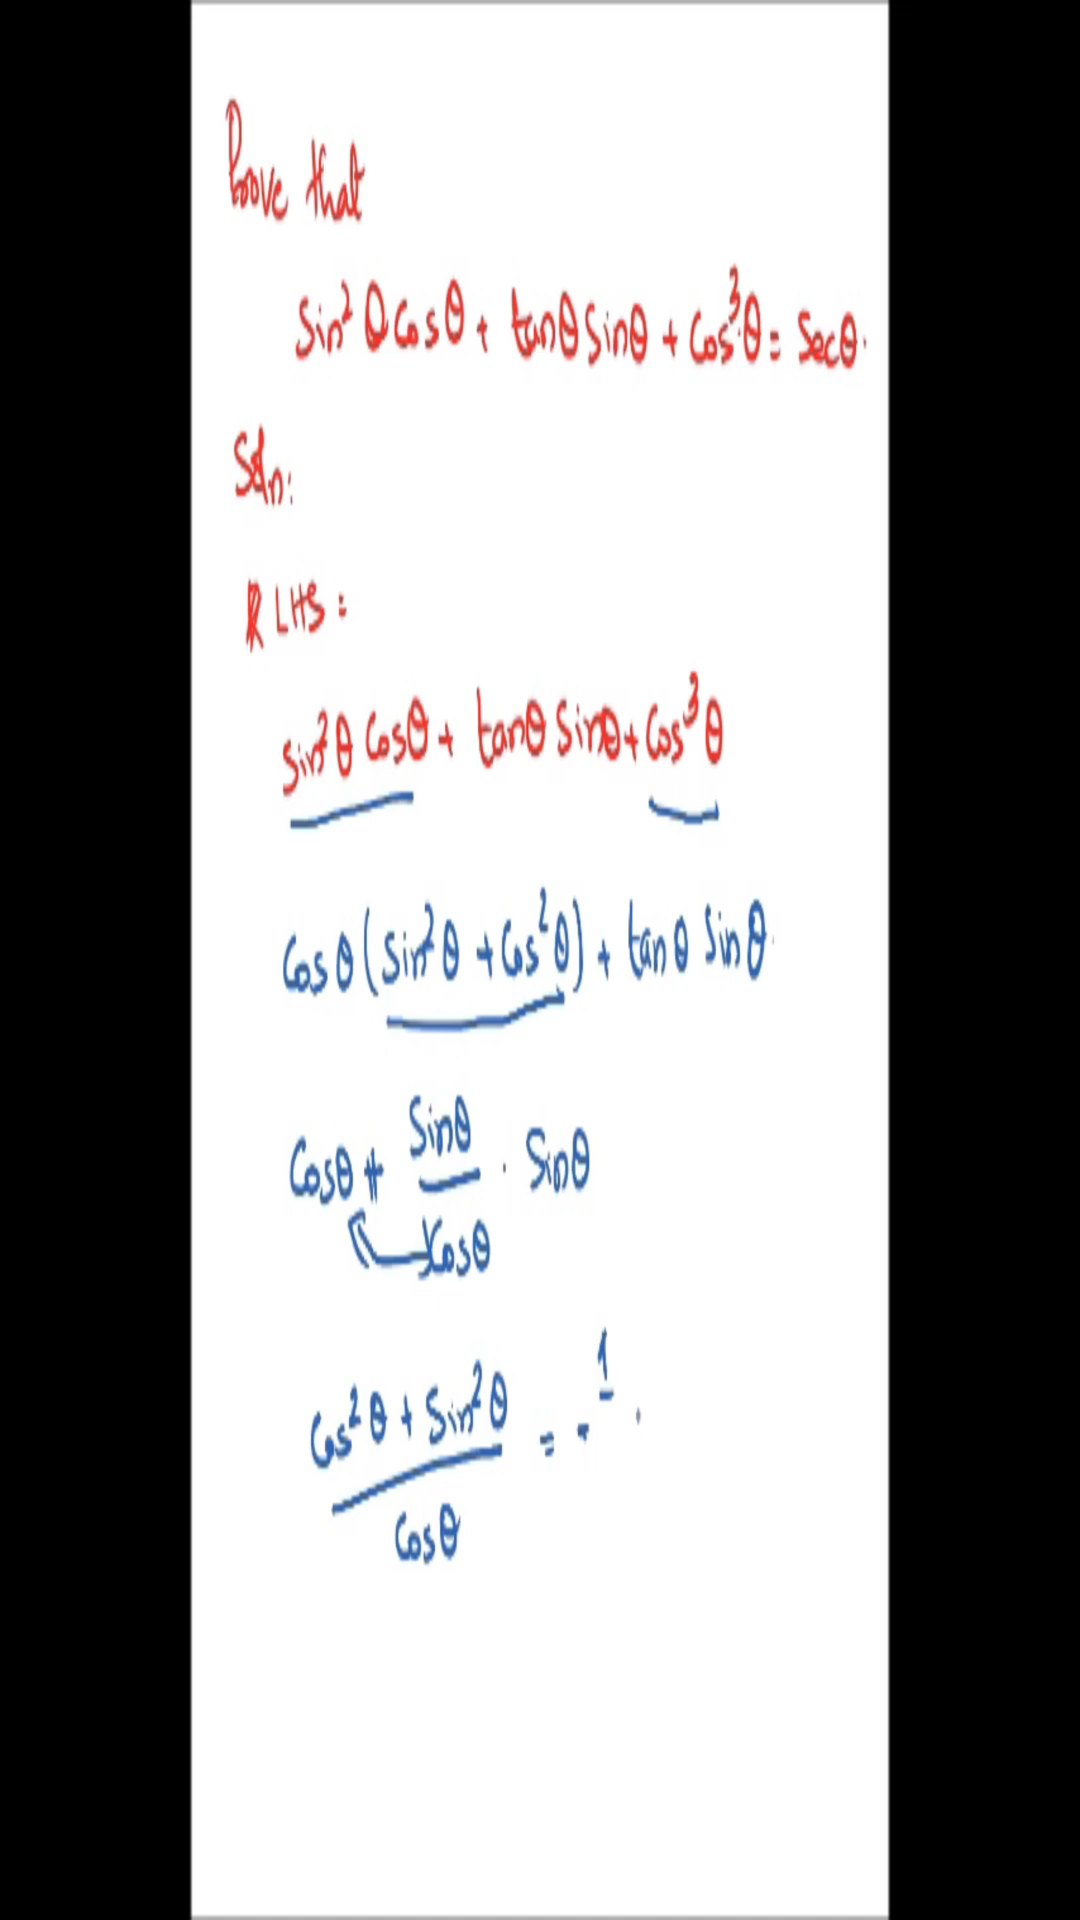 Prove that
Sin² θ Cosθ + tanθ Sinθ + Cos³θ = Secθ.
Soln:
LHS :
Sin²θ Cosθ + tanθ Sinθ + Cos³θ
Cosθ (Sin²θ + Cos²θ) + tanθ Sinθ
Cosθ + Sinθ/Cosθ . Sinθ
Cos²θ + Sin²θ / Cosθ = 1